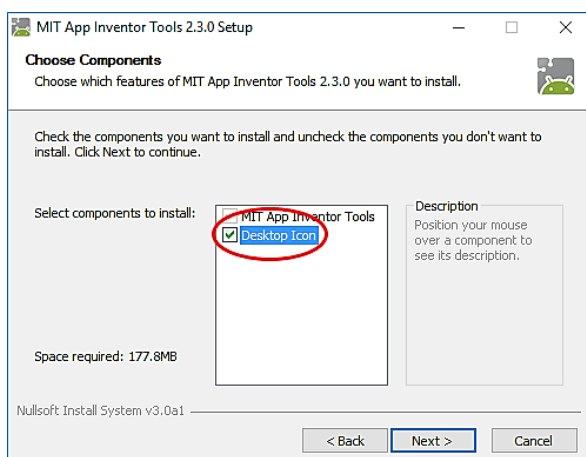 MIT App Inventor Tools 2.3.0 Setup
Choose Components
Choose which features of MIT App Inventor Tools 2.3.0 you want to install.
Check the components you want to install and uncheck the components you don't want to
install. Click Next to continue.
Select components to install:
MIT App Inventor Tools
Desktop Icon
Description
Position your mouse
over a component to
see its description.
Space required: 177.8MB
Nullsoft Install System v3.0a1
< Back
Next >
Cancel